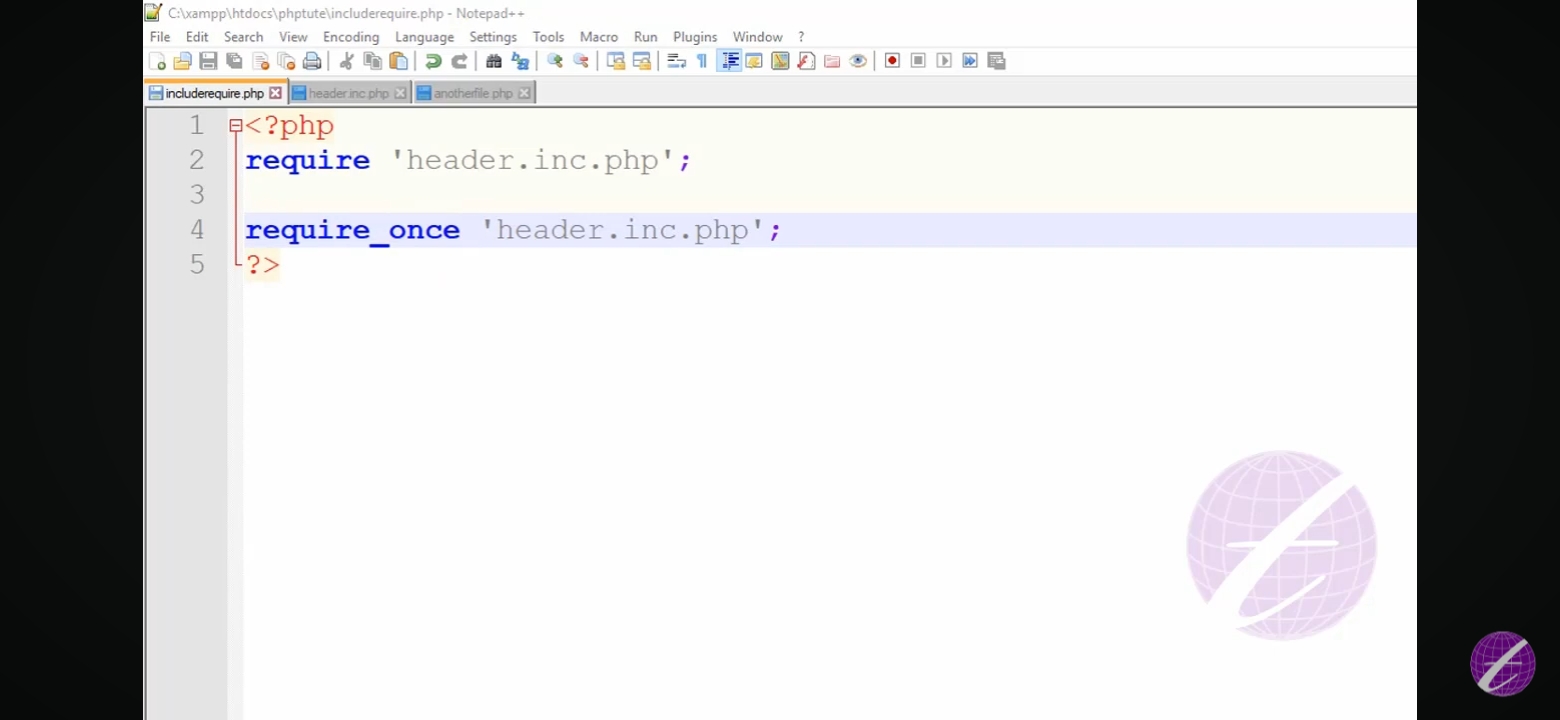 C:\xampp\htdocs\phptute\includerequire.php - Notepad++
File Edit Search View Encoding Language Settings Tools Macro Run Plugins Window ?
includerequire.php header.inc.php anotherfile.php
1 <?php
2 require 'header.inc.php';
3
4 require_once 'header.inc.php';
5 ?>